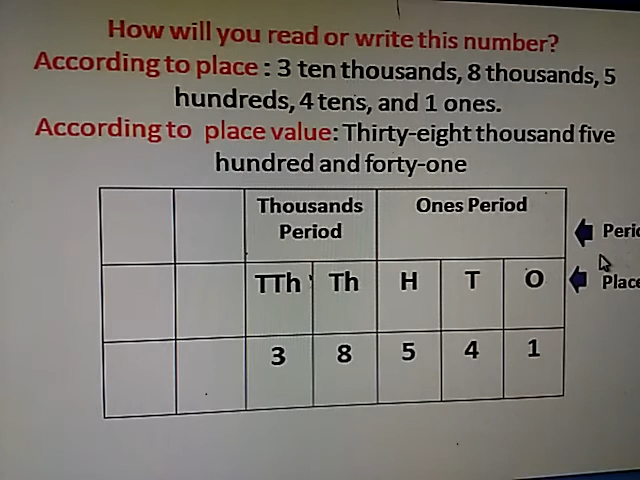 How will you read or write this number?
According to place : 3 ten thousands, 8 thousands, 5
hundreds, 4 tens, and 1 ones.
According to place value: Thirty-eight thousand five
hundred and forty-one
Thousands Period
Ones Period
TTh Th H T O
Place
3 8 5 4 1